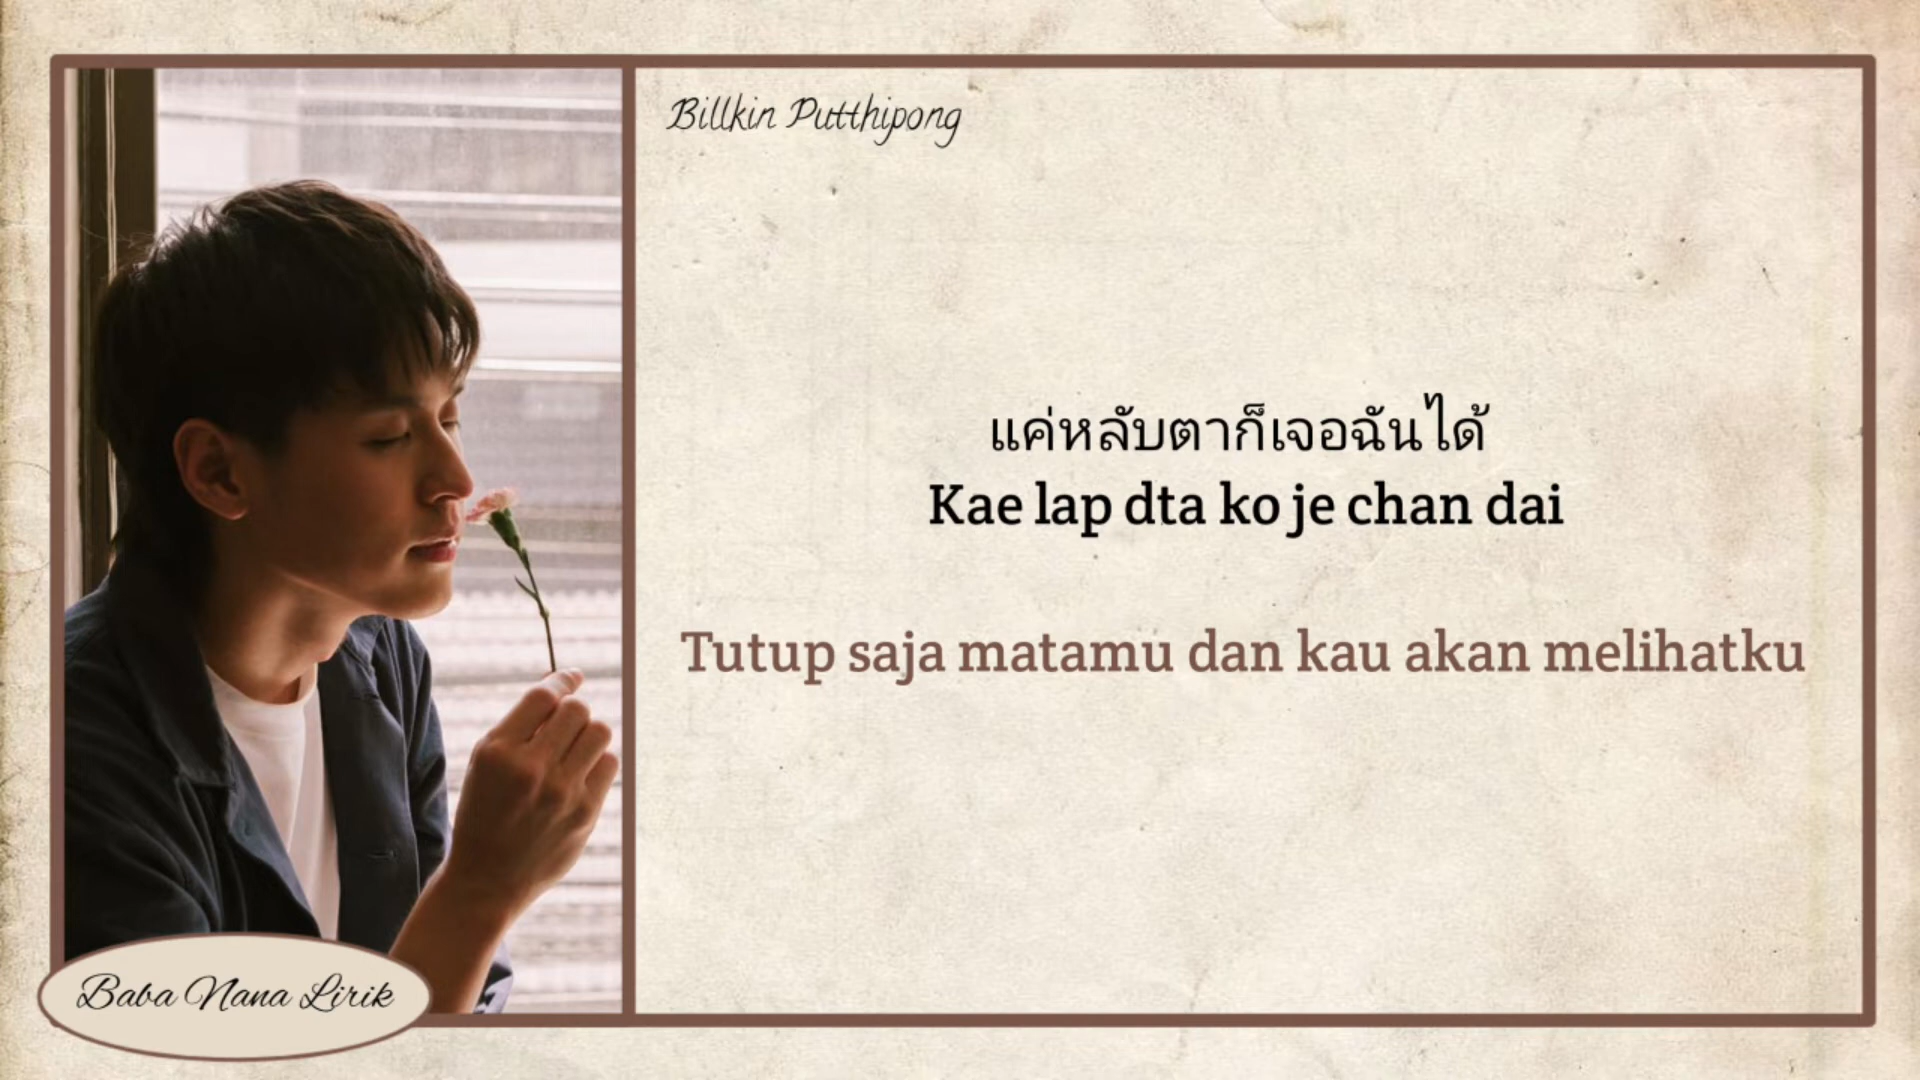 Billkin Putthipong
แค่หลับตาก็เจอฉันได้
Kae lap dta ko je chan dai
Tutup saja matamu dan kau akan melihatku
Baba Nana Lirik